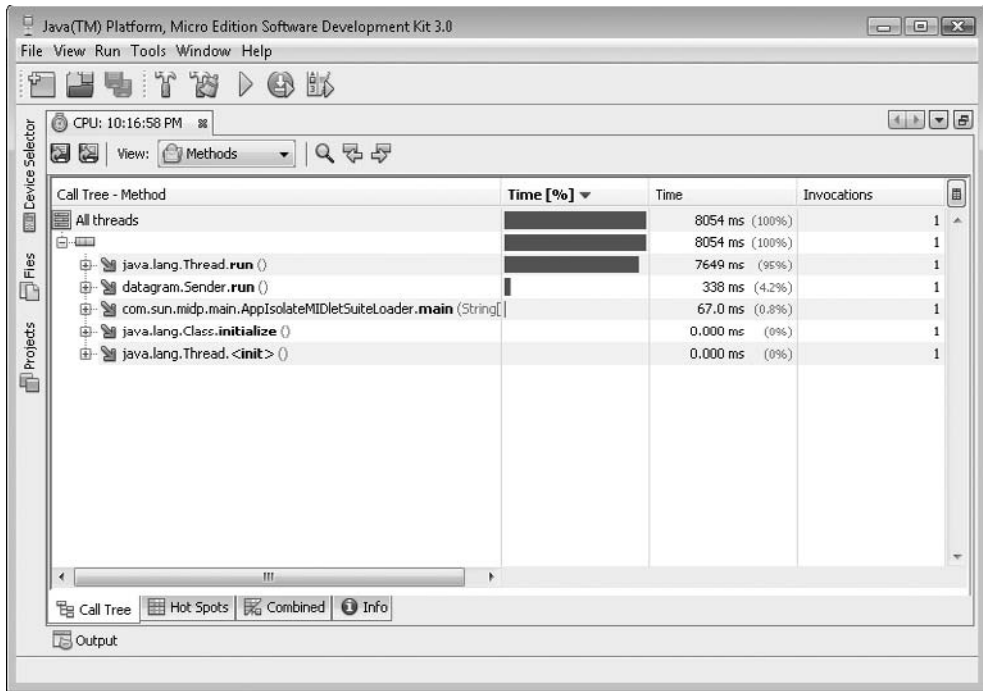 Java(TM) Platform, Micro Edition Software Development Kit 3.0
File View Run Tools Window Help
CPU: 10:16:58 PM
View: Methods
Device Selector
Files
Projects
Call Tree - Method Time [%] Time Invocations
All threads 8054 ms (100%) 1
8054 ms (100%) 1
java.lang.Thread.run () 7649 ms (95%) 1
datagram.Sender.run () 338 ms (4.2%) 1
com.sun.midp.main.AppIsolateMIDletSuiteLoader.main (String[ 67.0 ms (0.8%) 1
java.lang.Class.initialize () 0.000 ms (0%) 1
java.lang.Thread.<init> () 0.000 ms (0%) 1
Call Tree Hot Spots Combined Info
Output